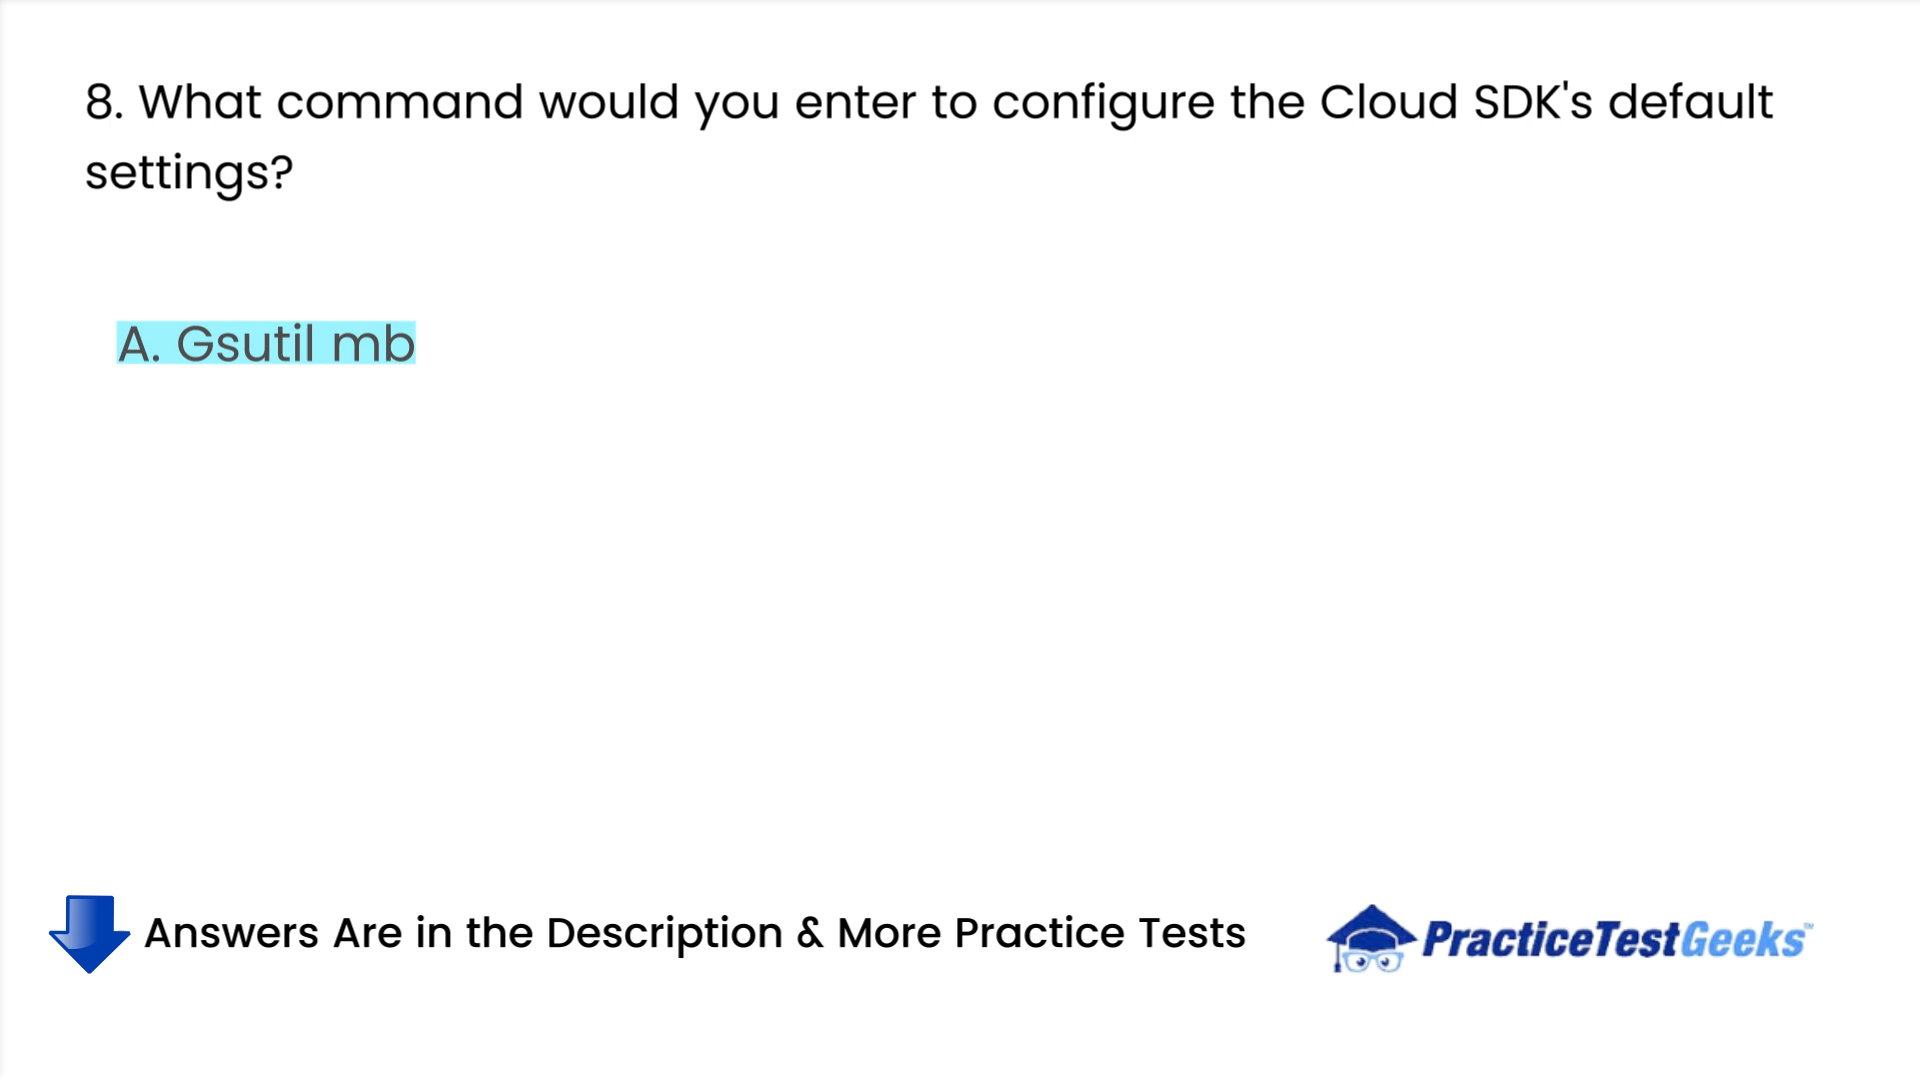 8. What command would you enter to configure the Cloud SDK's default
settings?
A. Gsutil mb
Answers Are in the Description & More Practice Tests
PracticeTestGeeks™